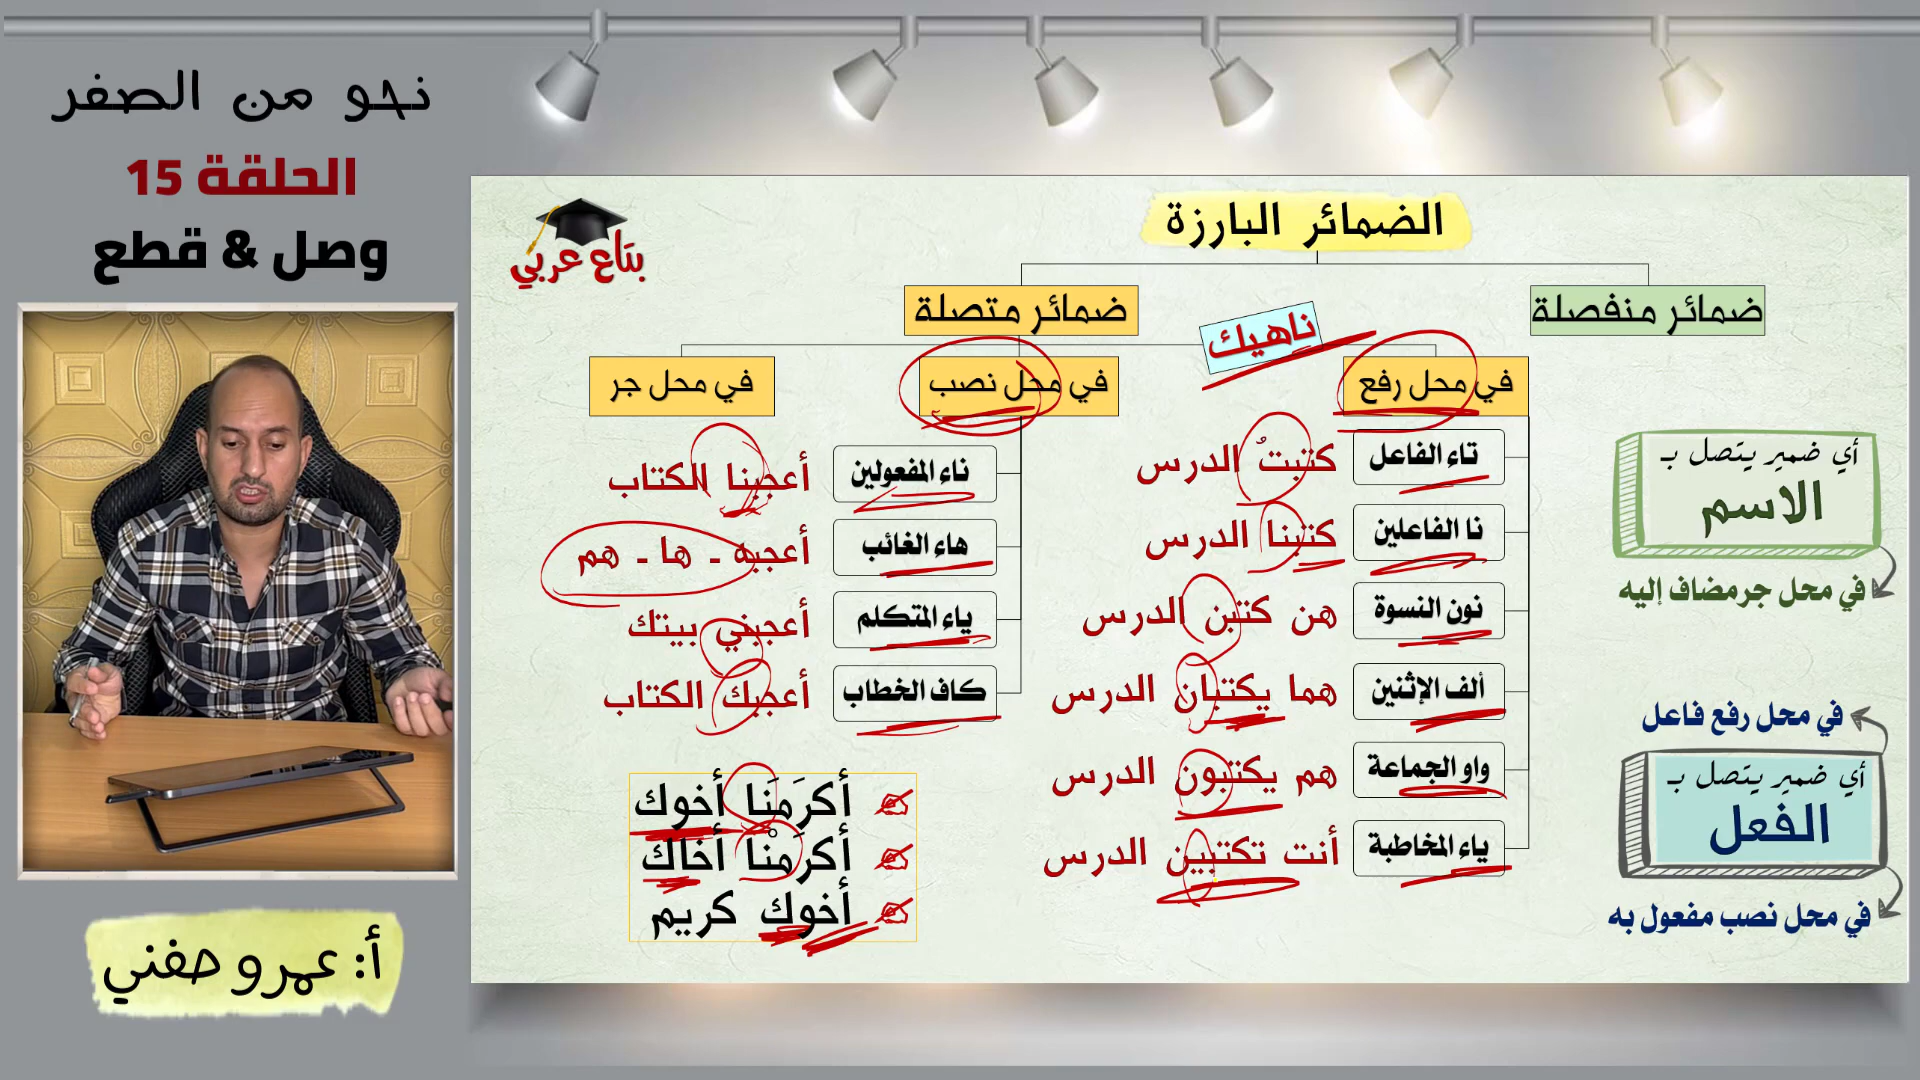 نحو من الصفر
الحلقة 15
وصل & قطع
أ: عمرو حفني
بتاع عربي
الضمائر البارزة
ضمائر منفصلة
ضمائر متصلة
ناهيك
في محل رفع
في محل نصب
في محل جر
تاء الفاعل
كتبتُ الدرس
نا الفاعلين
كتبنا الدرس
نون النسوة
هن كتبن الدرس
ألف الإثنين
هما يكتبان الدرس
واو الجماعة
هم يكتبون الدرس
ياء المخاطبة
أنت تكتبين الدرس
ناء المفعولين
أعجبنا الكتاب
هاء الغائب
أعجبه - ها - هم
ياء المتكلم
أعجبني بيتك
كاف الخطاب
أعجبك الكتاب
أكرَمَنَا أخوك
أكرَمْنا أخاك
أخوك كريم
أي ضمير يتصل بـ
الاسم
في محل جر مضاف إليه
في محل رفع فاعل
أي ضمير يتصل بـ
الفعل
في محل نصب مفعول به